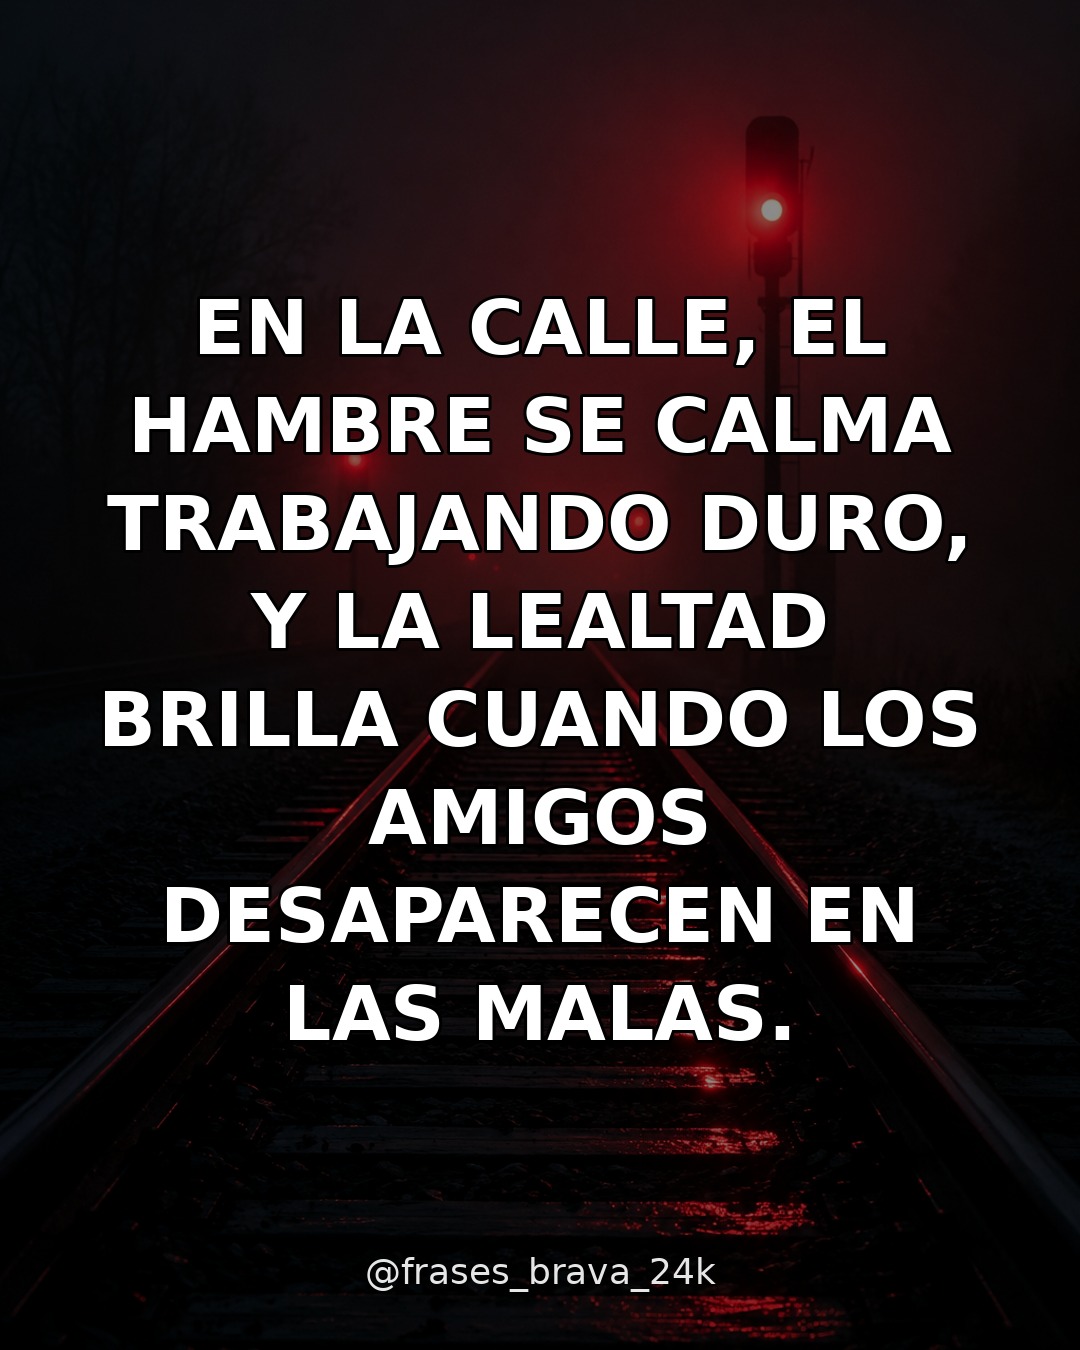 EN LA CALLE, EL
HAMBRE SE CALMA
TRABAJANDO DURO,
Y LA LEALTAD
BRILLA CUANDO LOS
AMIGOS
DESAPARECEN EN
LAS MALAS.
@frases_brava_24k